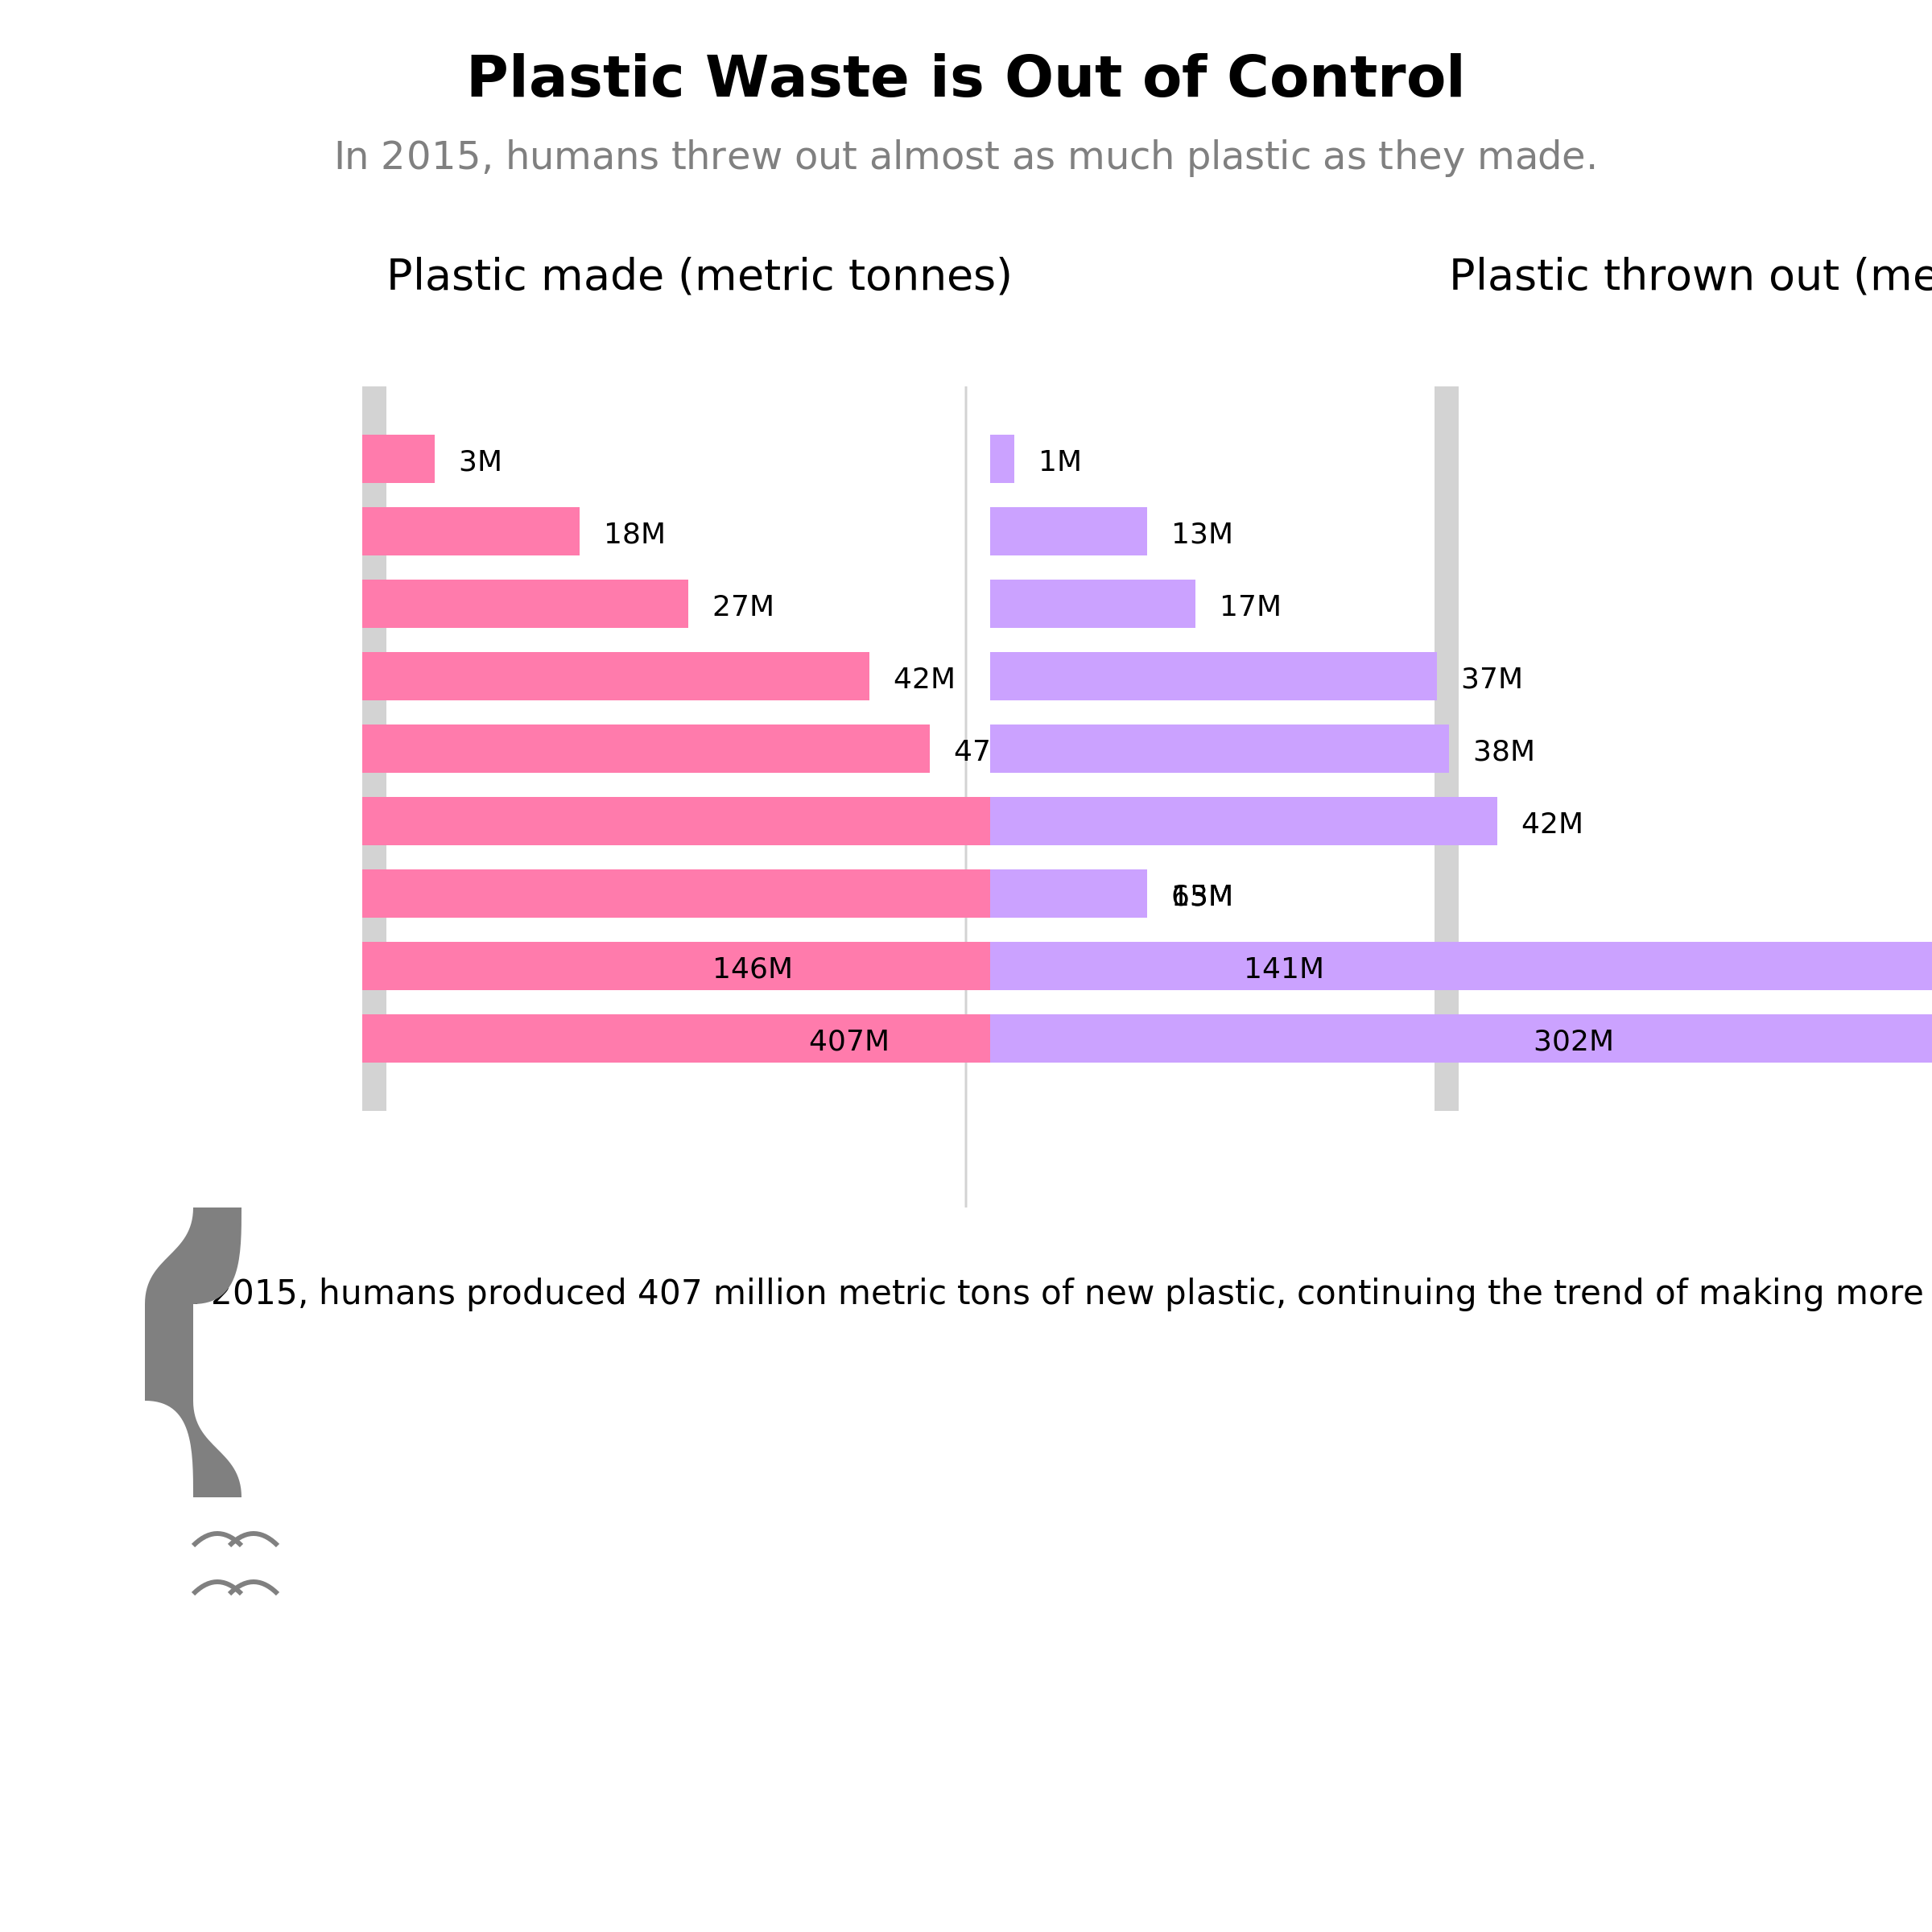 Plastic Waste is Out of Control
In 2015, humans threw out almost as much plastic as they made.
Plastic made (metric tonnes)
Plastic thrown out (me
3M
1M
18M
13M
27M
17M
42M
37M
47
38M
42M
146M
141M
407M
302M
2015, humans produced 407 million metric tons of new plastic, continuing the trend of making more